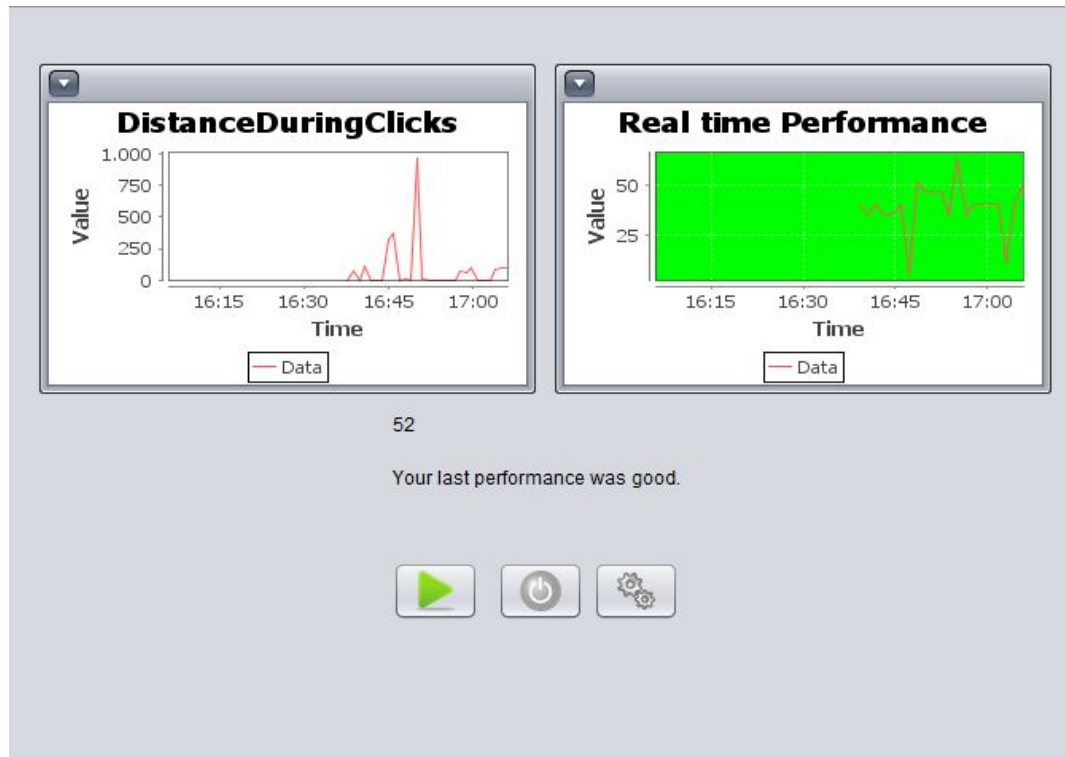 DistanceDuringClicks
1.000
750
500
250
0
Value
16:15 16:30 16:45 17:00
Time
Data
Real time Performance
50
25
Value
16:15 16:30 16:45 17:00
Time
Data
52
Your last performance was good.